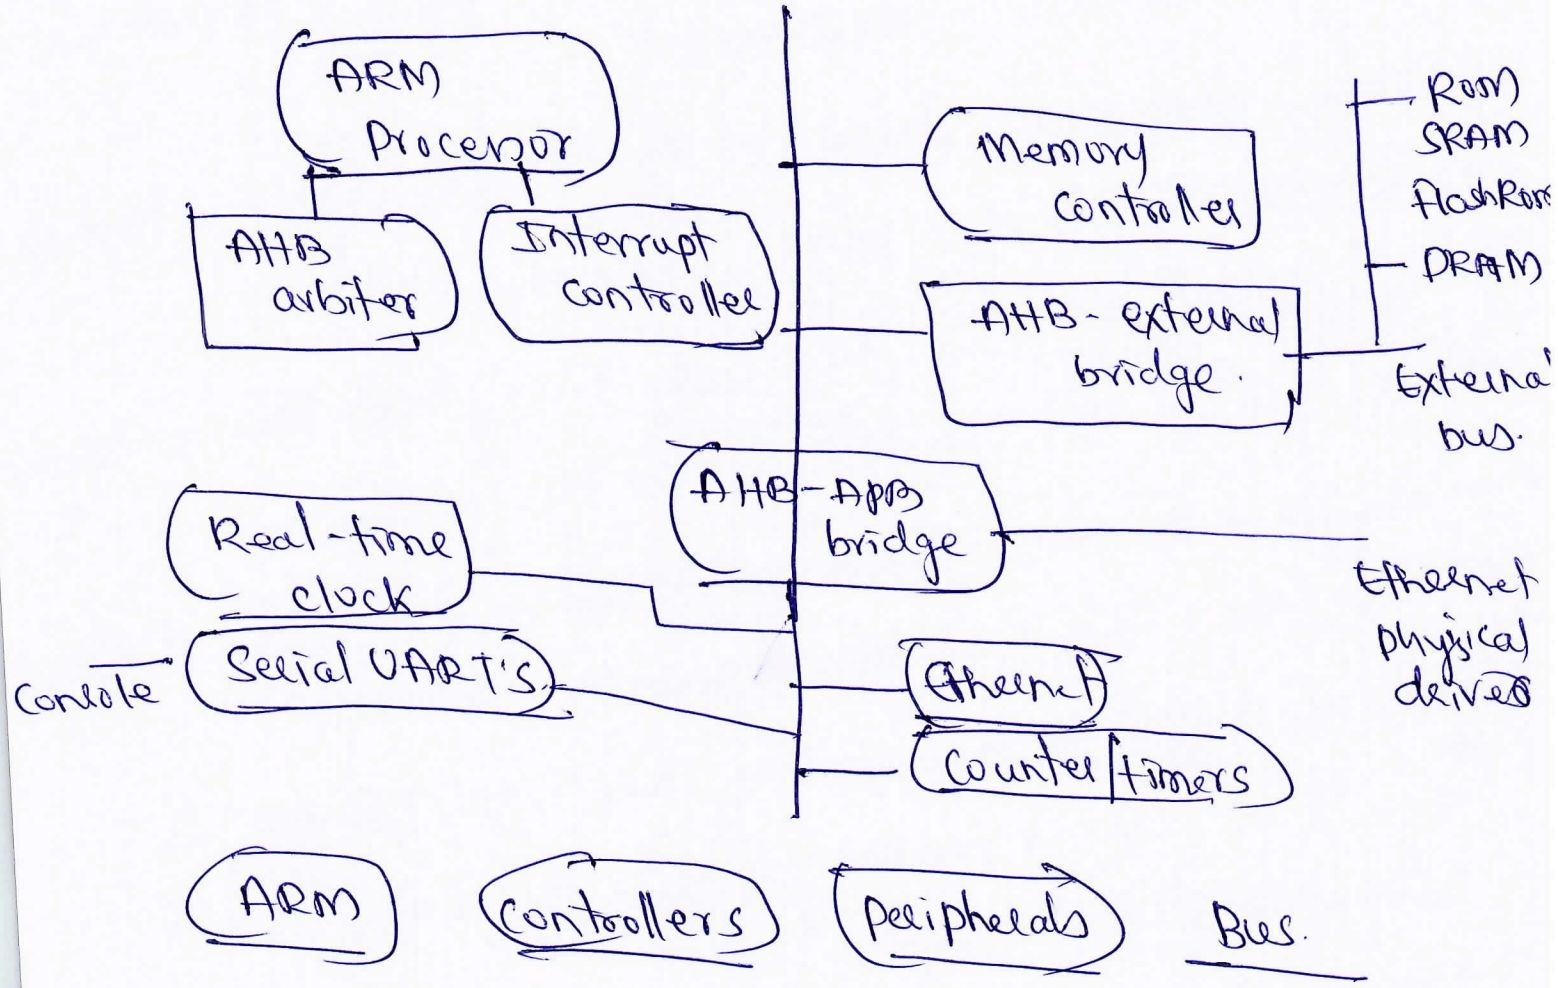 ARM
Processor
AHB
arbiter
Interrupt
controller
Memory
controller
ROM
SRAM
FlashRom
DRAM
AHB - external
bridge.
External
bus.
AHB-APB
bridge
Real-time
clock
Serial UART's
Console
Ethernet
physical
drives
Ethernet
Counter/timers
ARM
Controllers
Peripherals
Bus.